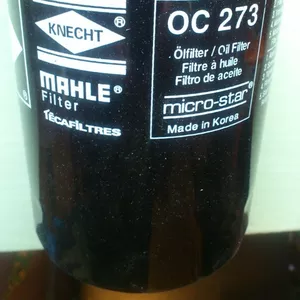 KNECHT
MAHLE®
Filter
TECAFILTRES
OC 273
Ölfilter / Oil Filter
Filtre à huile
Filtro de aceite
micro-star®
Made in Korea